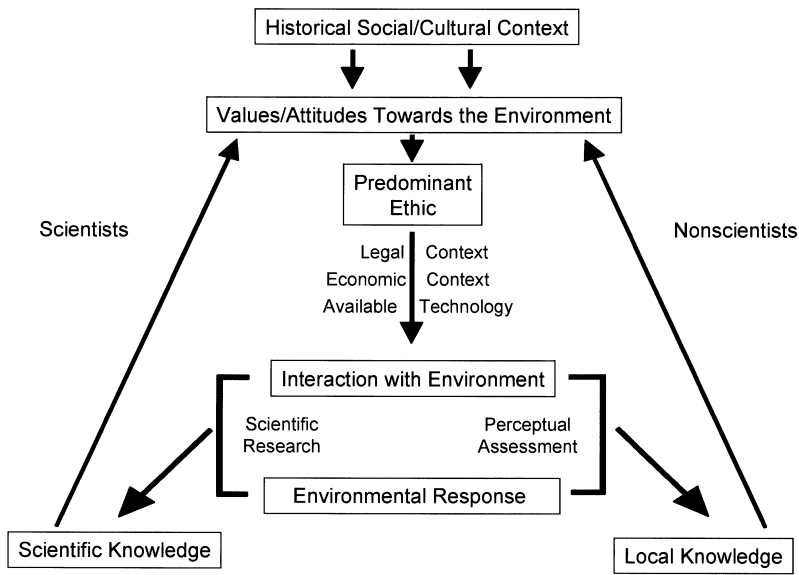 Historical Social/Cultural Context
Values/Attitudes Towards the Environment
Predominant
Ethic
Scientists
Nonscientists
Legal Context
Economic Context
Available Technology
Interaction with Environment
Scientific
Research
Perceptual
Assessment
Environmental Response
Scientific Knowledge
Local Knowledge